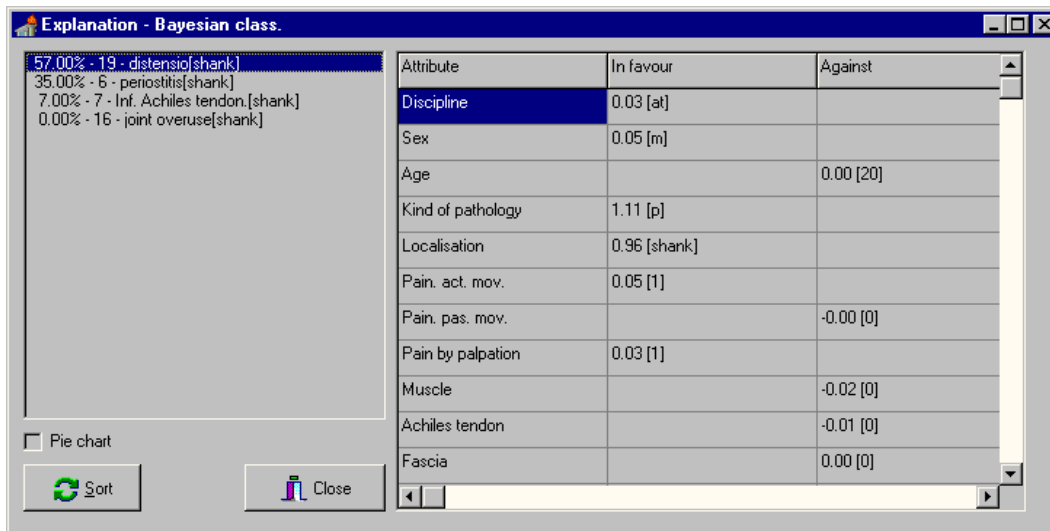 Explanation - Bayesian class.
57.00% - 19 - distensio[shank]
35.00% - 6 - periostitis[shank]
7.00% - 7 - Inf. Achiles tendon.[shank]
0.00% - 16 - joint overuse[shank]
Pie chart
Sort
Close
Attribute In favour Against
Discipline 0.03 [at]
Sex 0.05 [m]
Age 0.00 [20]
Kind of pathology 1.11 [p]
Localisation 0.96 [shank]
Pain. act. mov. 0.05 [1]
Pain. pas. mov. -0.00 [0]
Pain by palpation 0.03 [1]
Muscle -0.02 [0]
Achiles tendon -0.01 [0]
Fascia 0.00 [0]